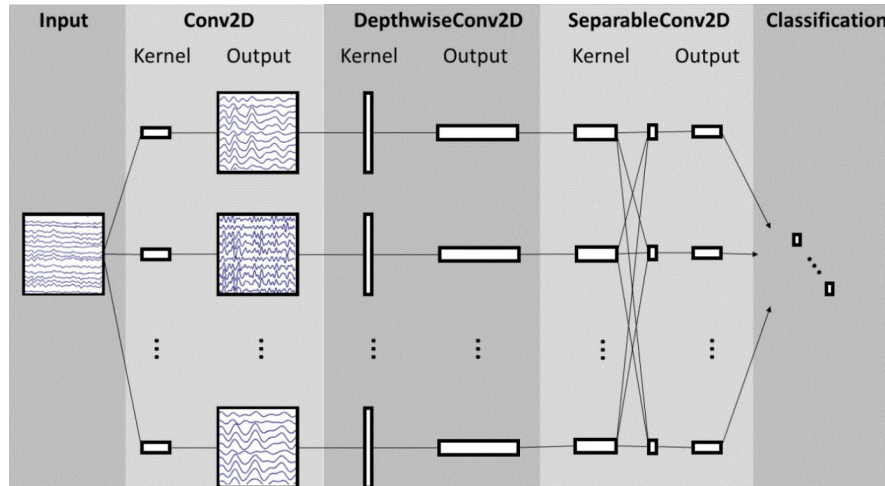 Input Conv2D DepthwiseConv2D SeparableConv2D Classification
Kernel Output Kernel Output Kernel Output